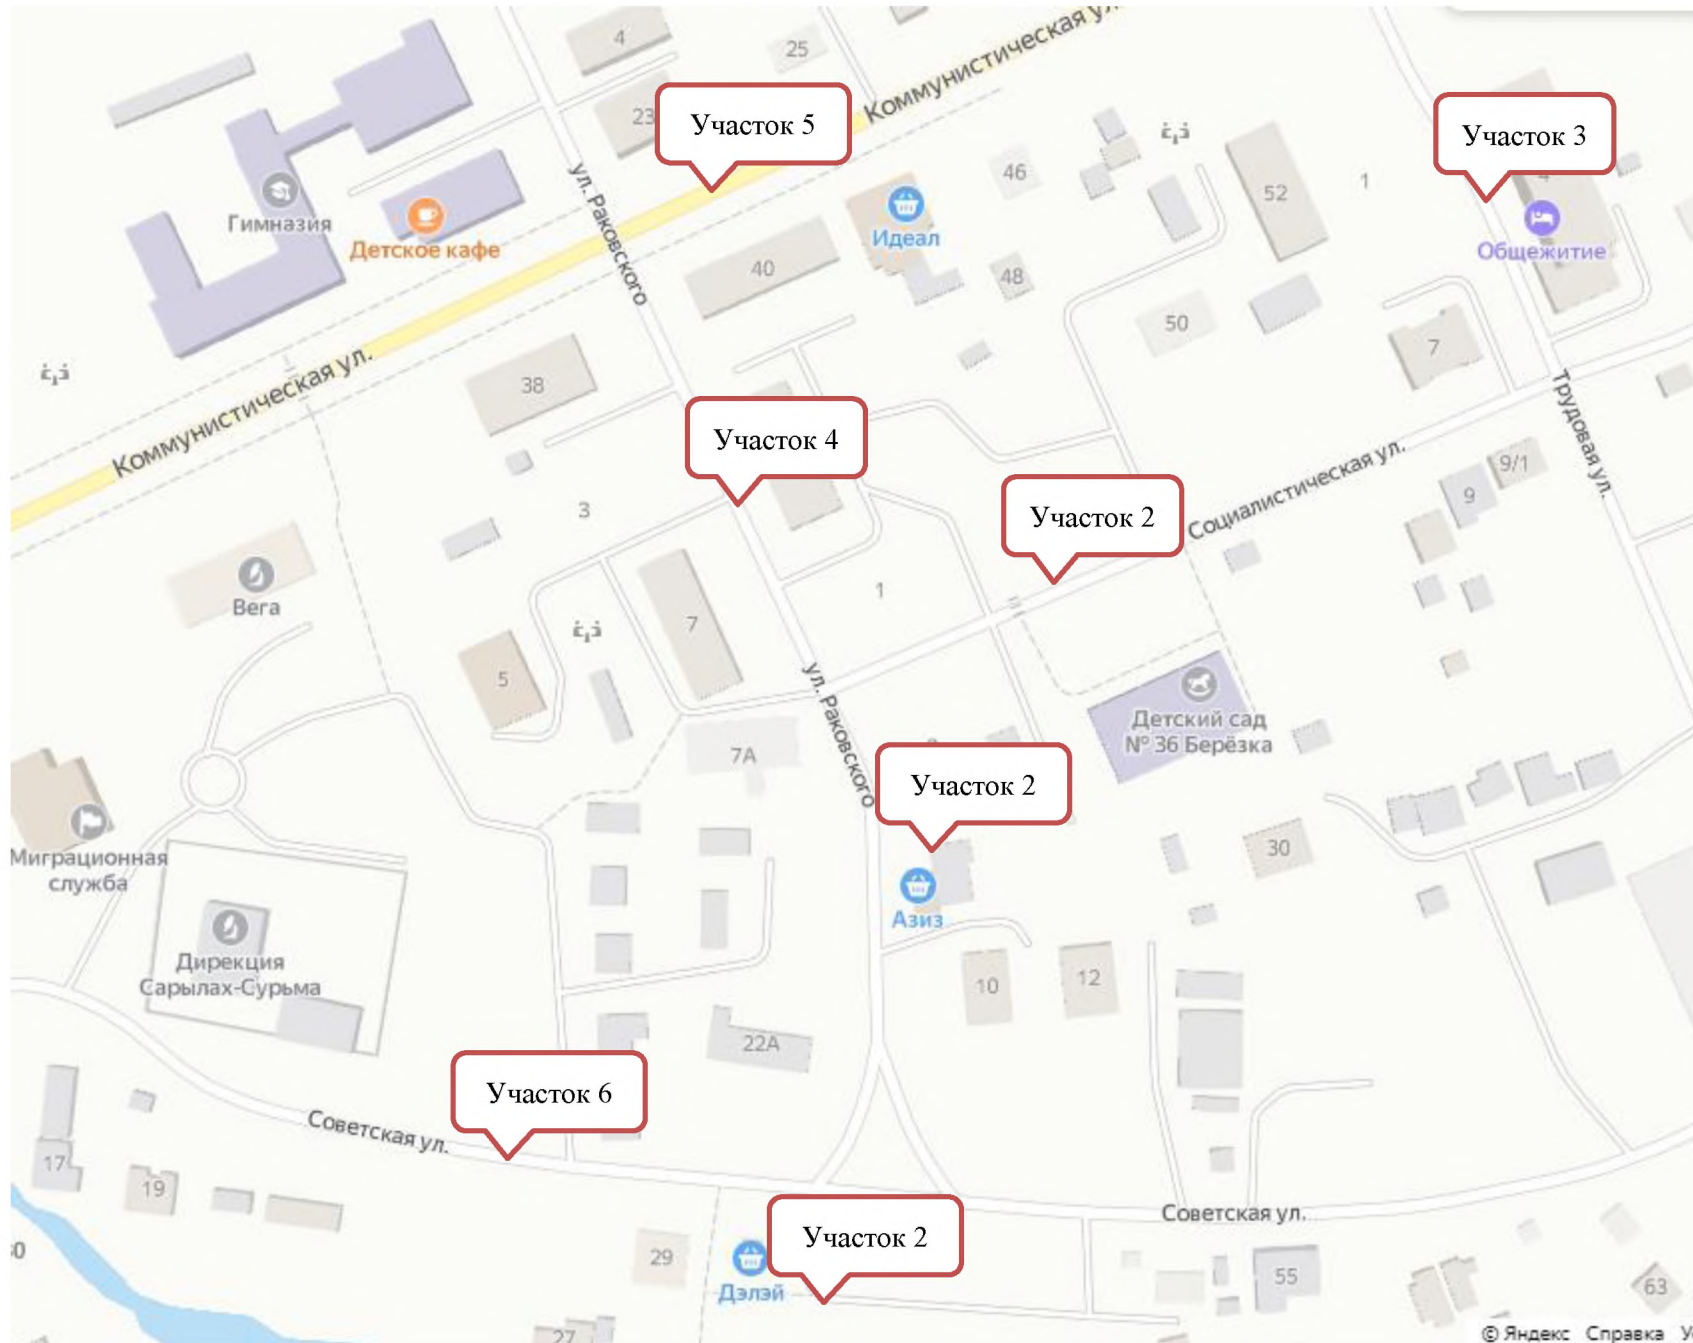 4
25
Коммунистическая ул.
23
Участок 5
Участок 3
46
52
1
4
Гимназия
Детское кафе
ул. Раковского
Идеал
Общежитие
40
48
50
7
38
Коммунистическая ул.
Трудовая ул.
Участок 4
Социалистическая ул.
9/1
9
3
Участок 2
Вега
1
7
5
ул. Раковского
Детский сад
№ 36 Берёзка
7А
Участок 2
30
Миграционная
служба
Азиз
Дирекция
Сарылах-Сурьма
10
12
22А
Участок 6
Советская ул.
17
19
Советская ул.
Участок 2
29
Дэлэй
55
63
27
© Яндекс Справка